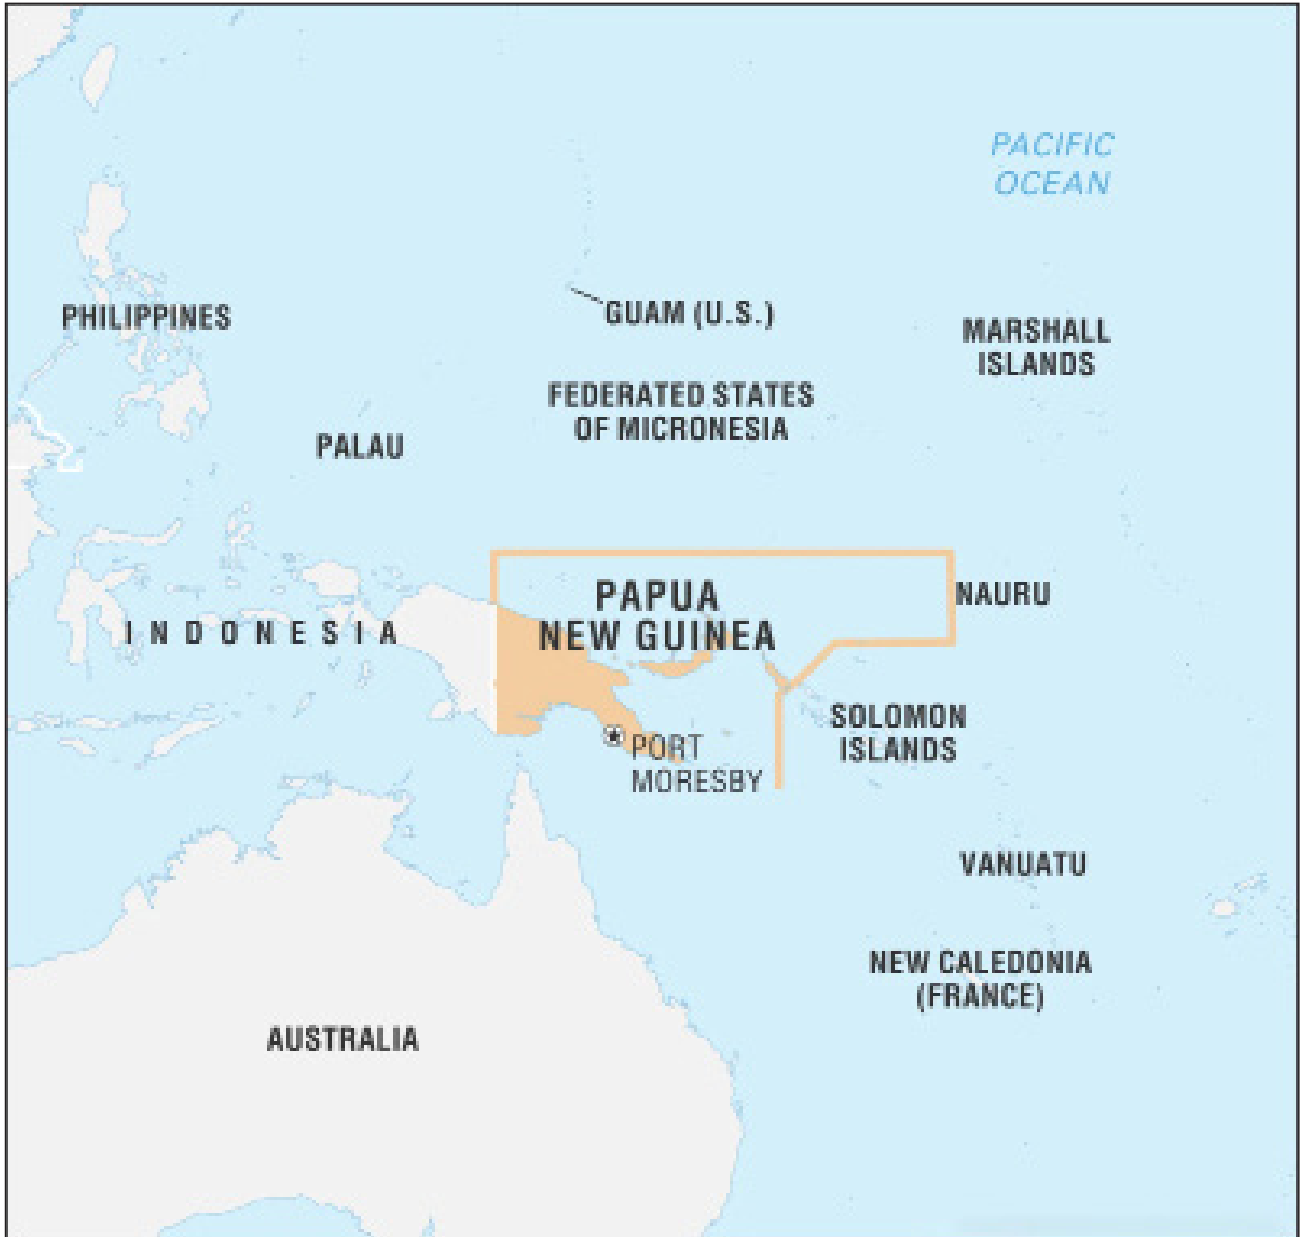 PACIFIC
OCEAN
PHILIPPINES
GUAM (U.S.)
MARSHALL
ISLANDS
FEDERATED STATES
OF MICRONESIA
PALAU
PAPUA
NEW GUINEA
NAURU
INDONESIA
SOLOMON
ISLANDS
PORT
MORESBY
VANUATU
NEW CALEDONIA
(FRANCE)
AUSTRALIA